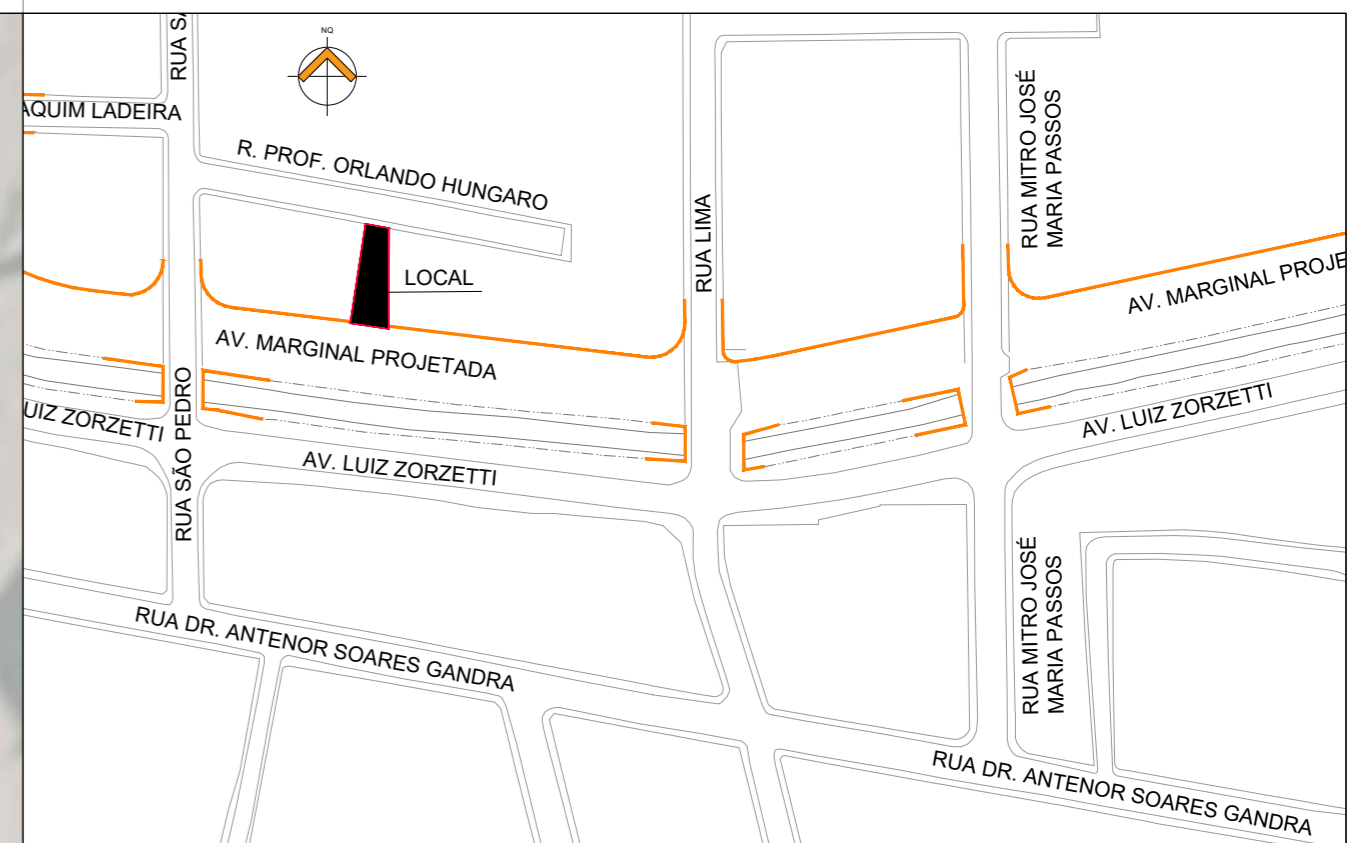 RUA SA
NQ
AQUIM LADEIRA
R. PROF. ORLANDO HUNGARO
RUA MITRO JOSÉ
MARIA PASSOS
RUA LIMA
LOCAL
AV. MARGINAL PROJE
AV. MARGINAL PROJETADA
RUA SÃO PEDRO
UIZ ZORZETTI
AV. LUIZ ZORZETTI
AV. LUIZ ZORZETTI
RUA MITRO JOSÉ
MARIA PASSOS
RUA DR. ANTENOR SOARES GANDRA
RUA DR. ANTENOR SOARES GANDRA